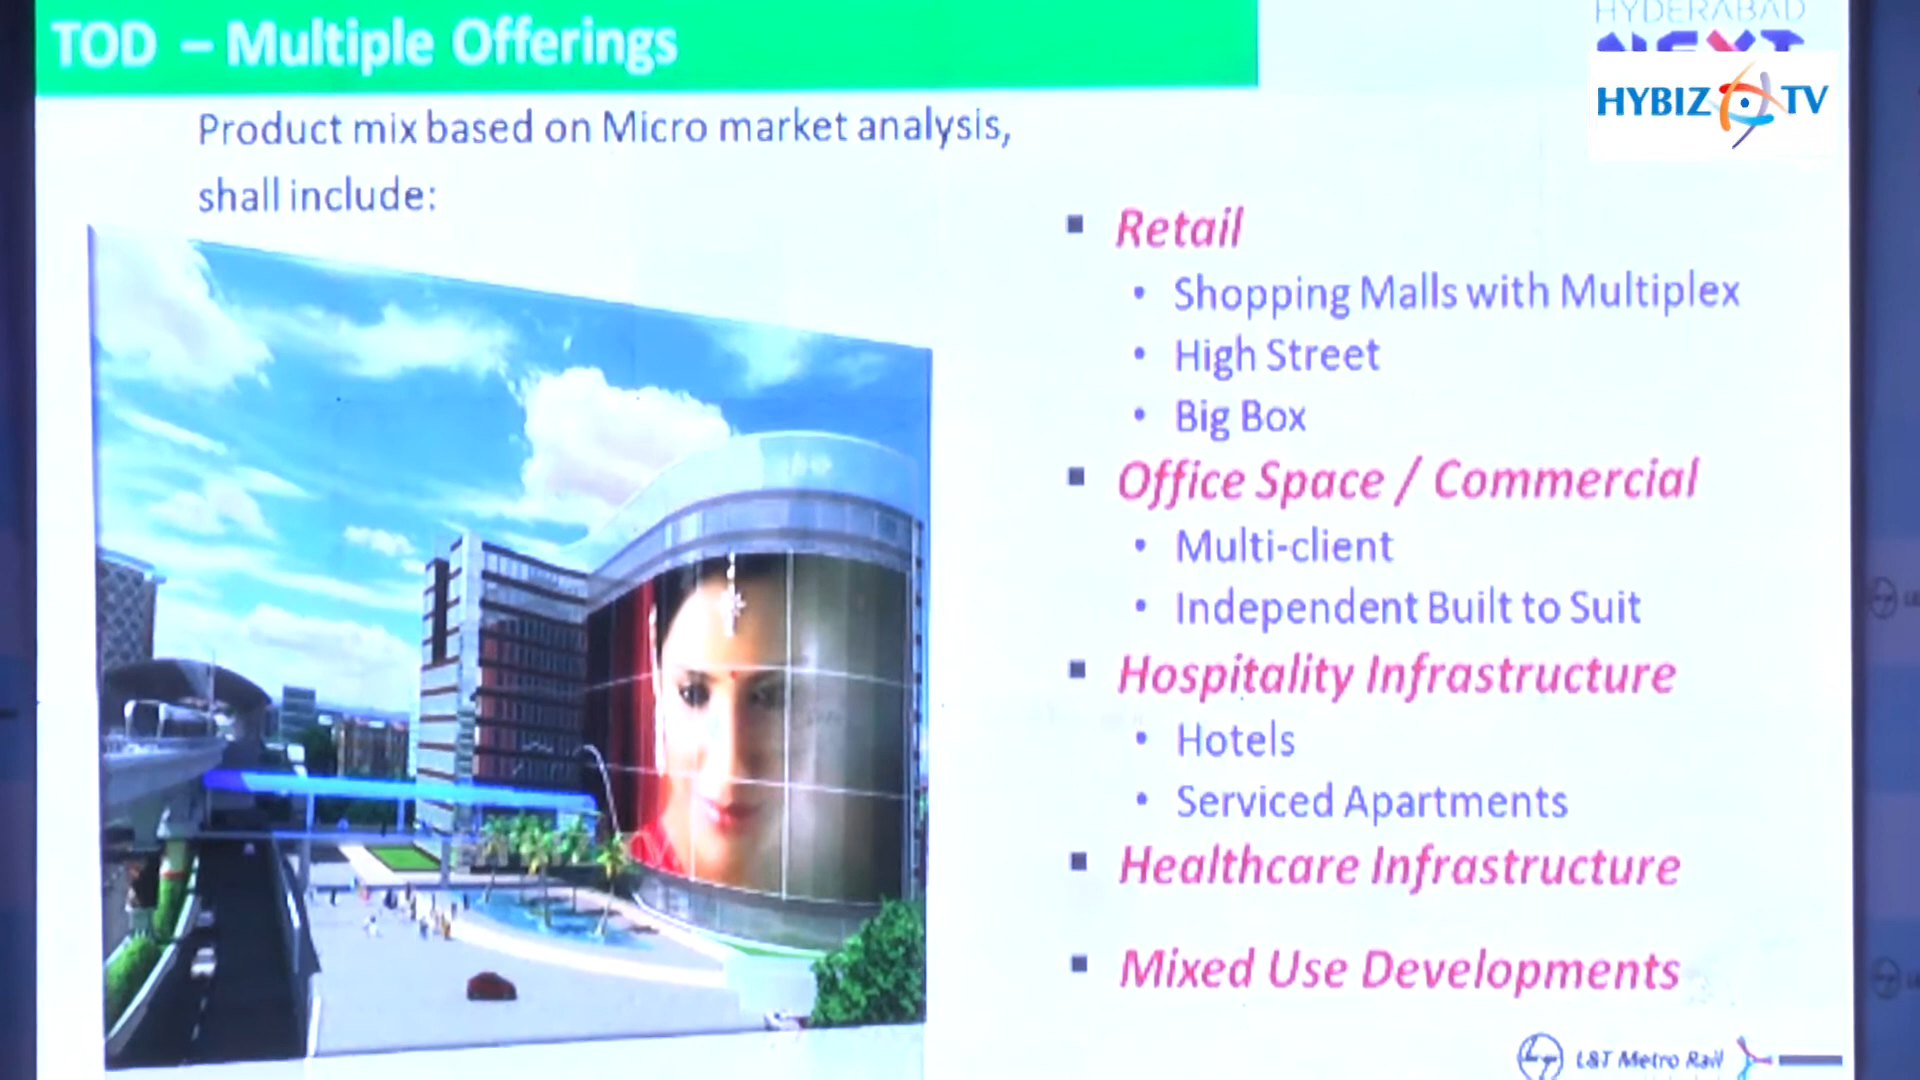 TOD – Multiple Offerings
HYDERABAD
NEXT
HYBIZ TV
Product mix based on Micro market analysis,
shall include:
▪ Retail
• Shopping Malls with Multiplex
• High Street
• Big Box
▪ Office Space / Commercial
• Multi-client
• Independent Built to Suit
▪ Hospitality Infrastructure
• Hotels
• Serviced Apartments
▪ Healthcare Infrastructure
▪ Mixed Use Developments
L&T Metro Rail